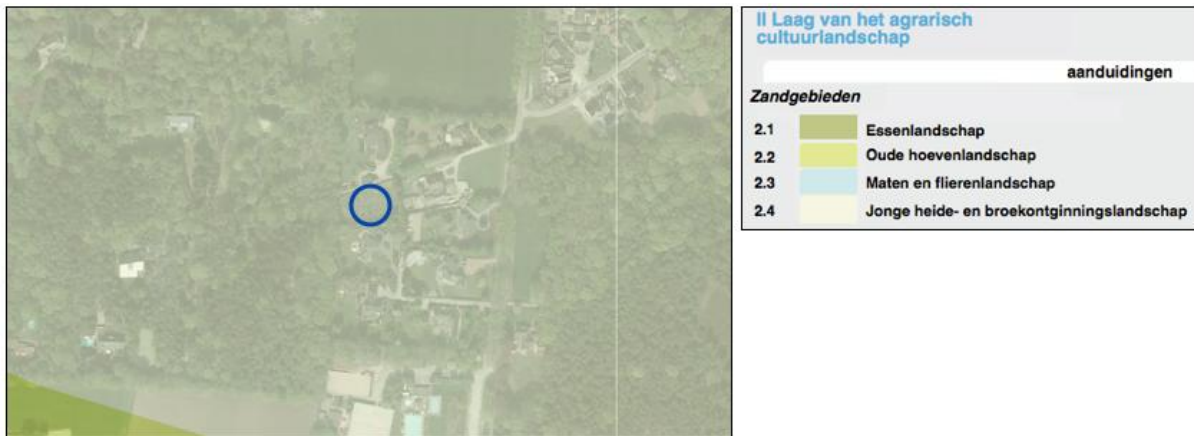 II Laag van het agrarisch
cultuurlandschap
aanduidingen
Zandgebieden
2.1 Essenlandschap
2.2 Oude hoevenlandschap
2.3 Maten en flierenlandschap
2.4 Jonge heide- en broekontginningslandschap